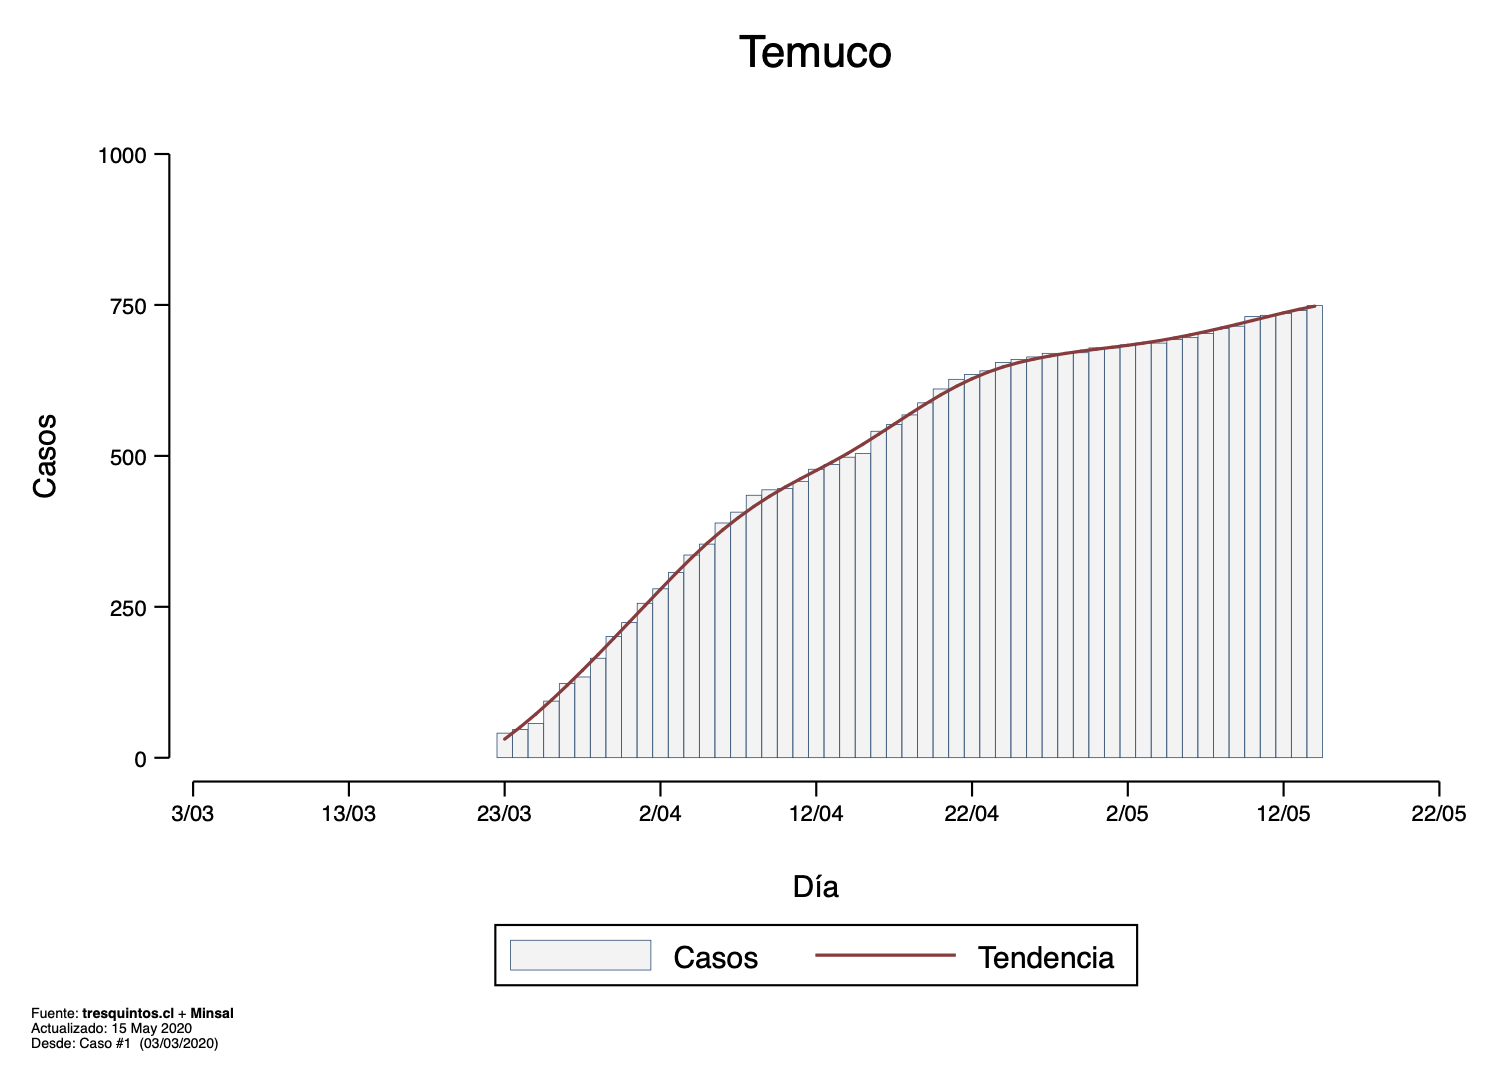 Temuco
1000
750
500
250
0
Casos
3/03 13/03 23/03 2/04 12/04 22/04 2/05 12/05 22/05
Día
Casos Tendencia
Fuente: tresquintos.cl + Minsal
Actualizado: 15 May 2020
Desde: Caso #1 (03/03/2020)